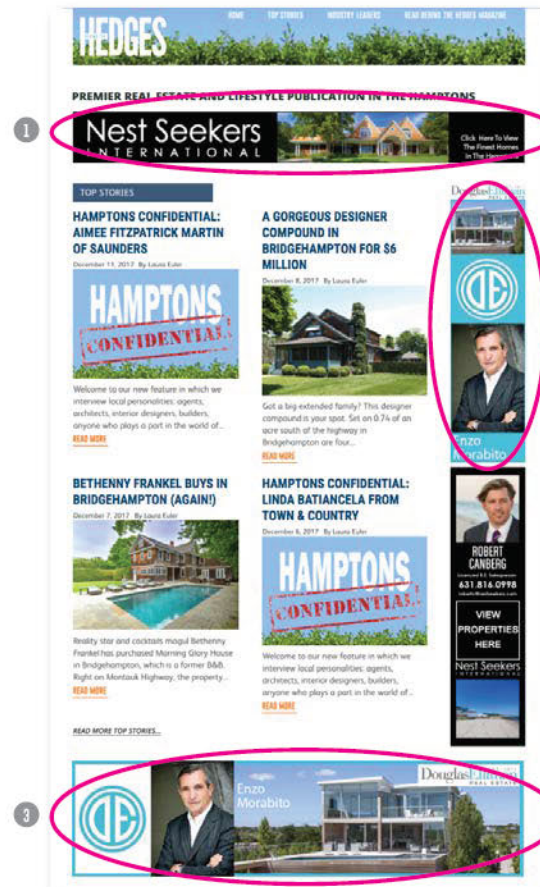 HOME TOP STORIES INDUSTRY LEADERS READ BEHIND THE HEDGES MAGAZINE
HEDGES
PREMIER REAL ESTATE AND LIFESTYLE PUBLICATION IN THE HAMPTONS
1
Nest Seekers
INTERNATIONAL
Click Here To View
The Finest Homes
In The Hamptons
TOP STORIES
HAMPTONS CONFIDENTIAL:
AIMEE FITZPATRICK MARTIN
OF SAUNDERS
December 11, 2017 By Laura Euler
HAMPTONS
CONFIDENTIAL
Welcome to our new feature in which we
interview local personalities: agents,
architects, interior designers, builders,
anyone who plays a part in the world of...
READ MORE
A GORGEOUS DESIGNER
COMPOUND IN
BRIDGEHAMPTON FOR $6
MILLION
December 8, 2017 By Laura Euler
Got a big extended family? This designer
compound is your spot. Set on 0.74 of an
acre south of the highway in
Bridgehampton are four...
READ MORE
BETHENNY FRANKEL BUYS IN
BRIDGEHAMPTON (AGAIN!)
December 7, 2017 By Laura Euler
Reality star and cocktails mogul Bethenny
Frankel has purchased Morning Glory House
in Bridgehampton, which is a former B&B.
Right on Montauk Highway, the property...
READ MORE
HAMPTONS CONFIDENTIAL:
LINDA BATIANCELA FROM
TOWN & COUNTRY
December 6, 2017 By Laura Euler
HAMPTONS
CONFIDENTIAL
Welcome to our new feature in which we
interview local personalities: agents,
architects, interior designers, builders,
anyone who plays a part in the world of...
READ MORE
READ MORE TOP STORIES...
DouglasElliman
REAL ESTATE
DE
Enzo
Morabito
ROBERT
CANBERG
Licensed R.E. Salesperson
631.816.0998
VIEW
PROPERTIES
HERE
Nest Seekers
INTERNATIONAL
3
DE
Enzo
Morabito
DouglasElliman
REAL ESTATE